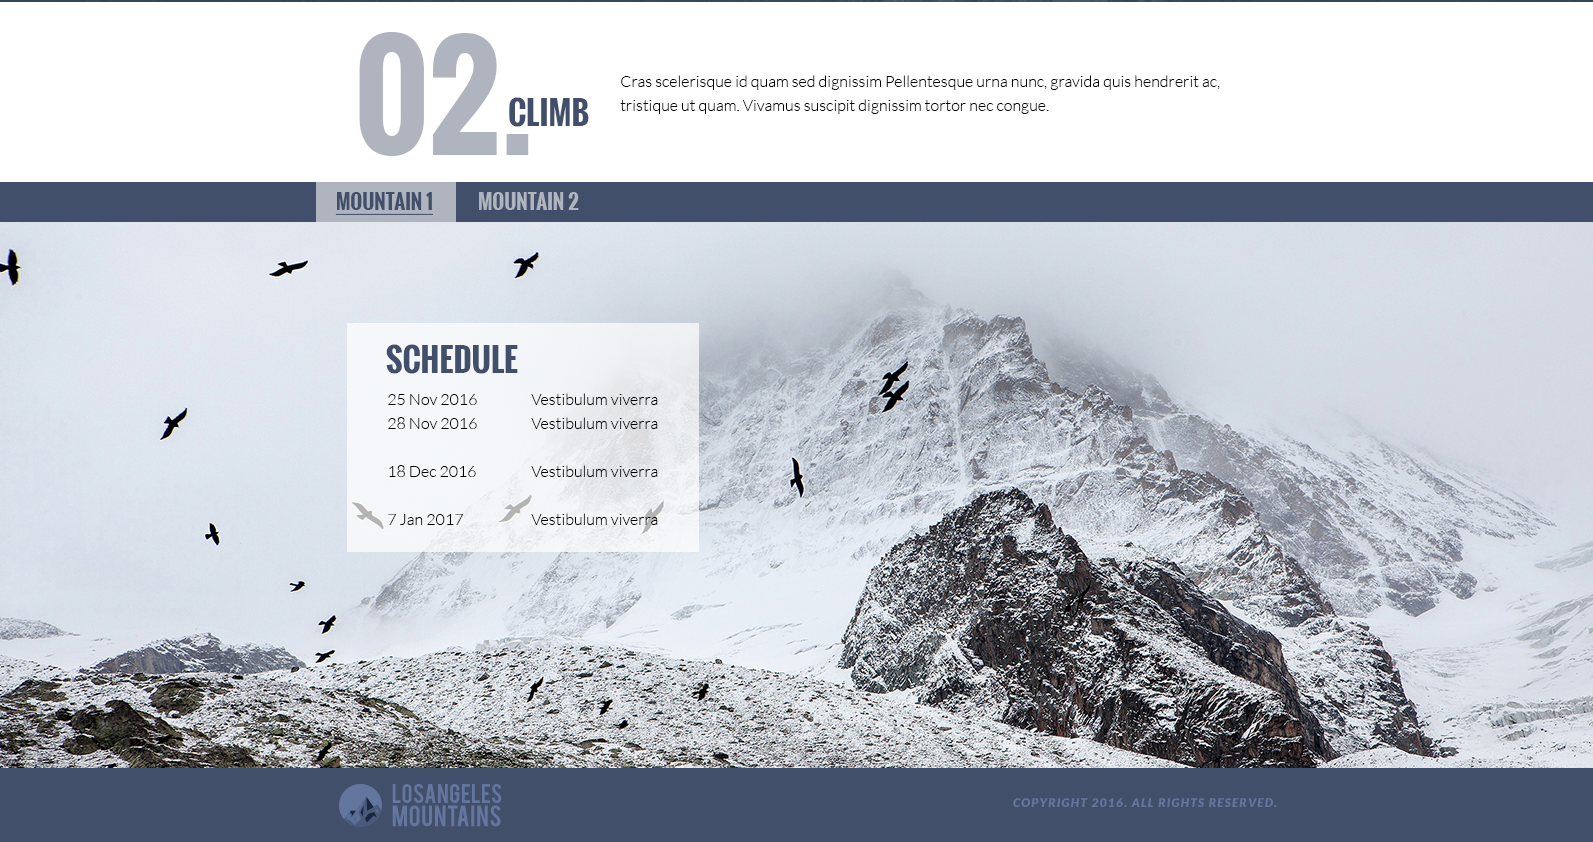 02.
CLIMB
Cras scelerisque id quam sed dignissim Pellentesque urna nunc, gravida quis hendrerit ac,
tristique ut quam. Vivamus suscipit dignissim tortor nec congue.
MOUNTAIN 1 MOUNTAIN 2
SCHEDULE
25 Nov 2016 Vestibulum viverra
28 Nov 2016 Vestibulum viverra
18 Dec 2016 Vestibulum viverra
7 Jan 2017 Vestibulum viverra
LOSANGELES
MOUNTAINS
COPYRIGHT 2016. ALL RIGHTS RESERVED.